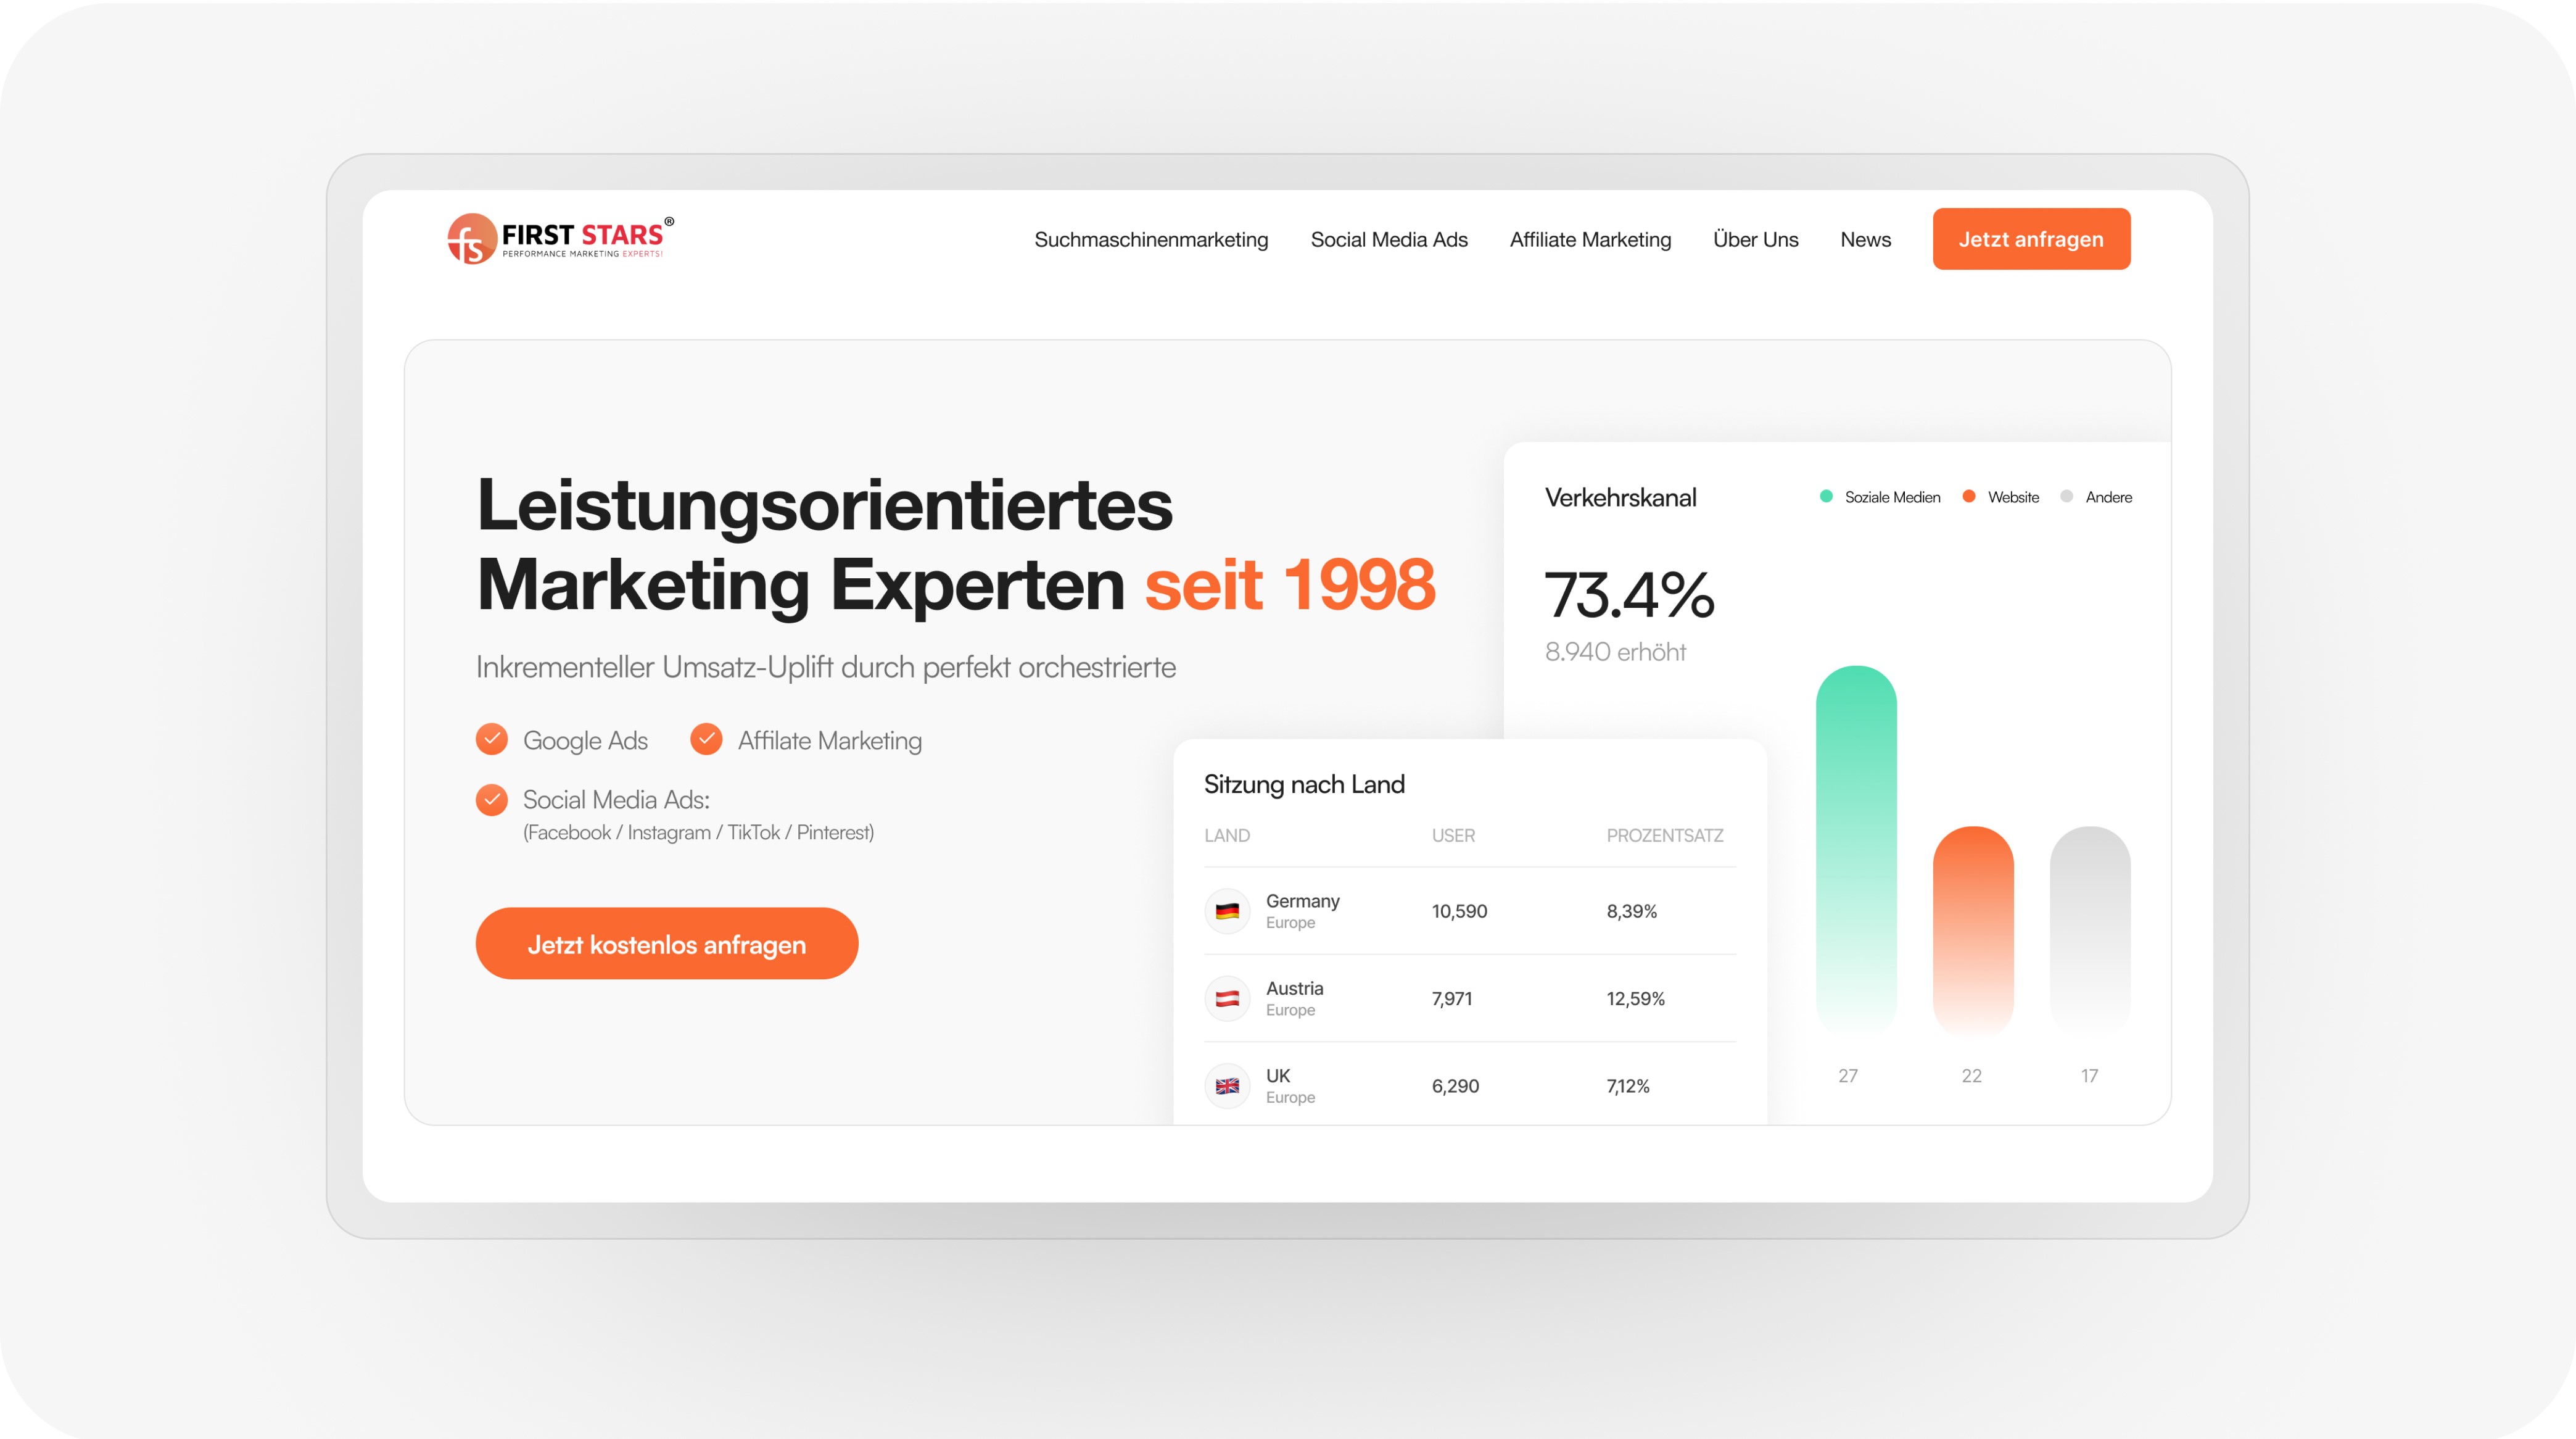 fs FIRST STARS®
PERFORMANCE MARKETING EXPERTS!
Suchmaschinenmarketing
Social Media Ads
Affiliate Marketing
Über Uns
News
Jetzt anfragen
Leistungsorientiertes
Marketing Experten seit 1998
Inkrementeller Umsatz-Uplift durch perfekt orchestrierte
Google Ads
Affilate Marketing
Social Media Ads:
(Facebook / Instagram / TikTok / Pinterest)
Jetzt kostenlos anfragen
Verkehrskanal
Soziale Medien
Website
Andere
73.4%
8.940 erhöht
27
22
17
Sitzung nach Land
LAND USER PROZENTSATZ
Germany
Europe
10,590
8,39%
Austria
Europe
7,971
12,59%
UK
Europe
6,290
7,12%